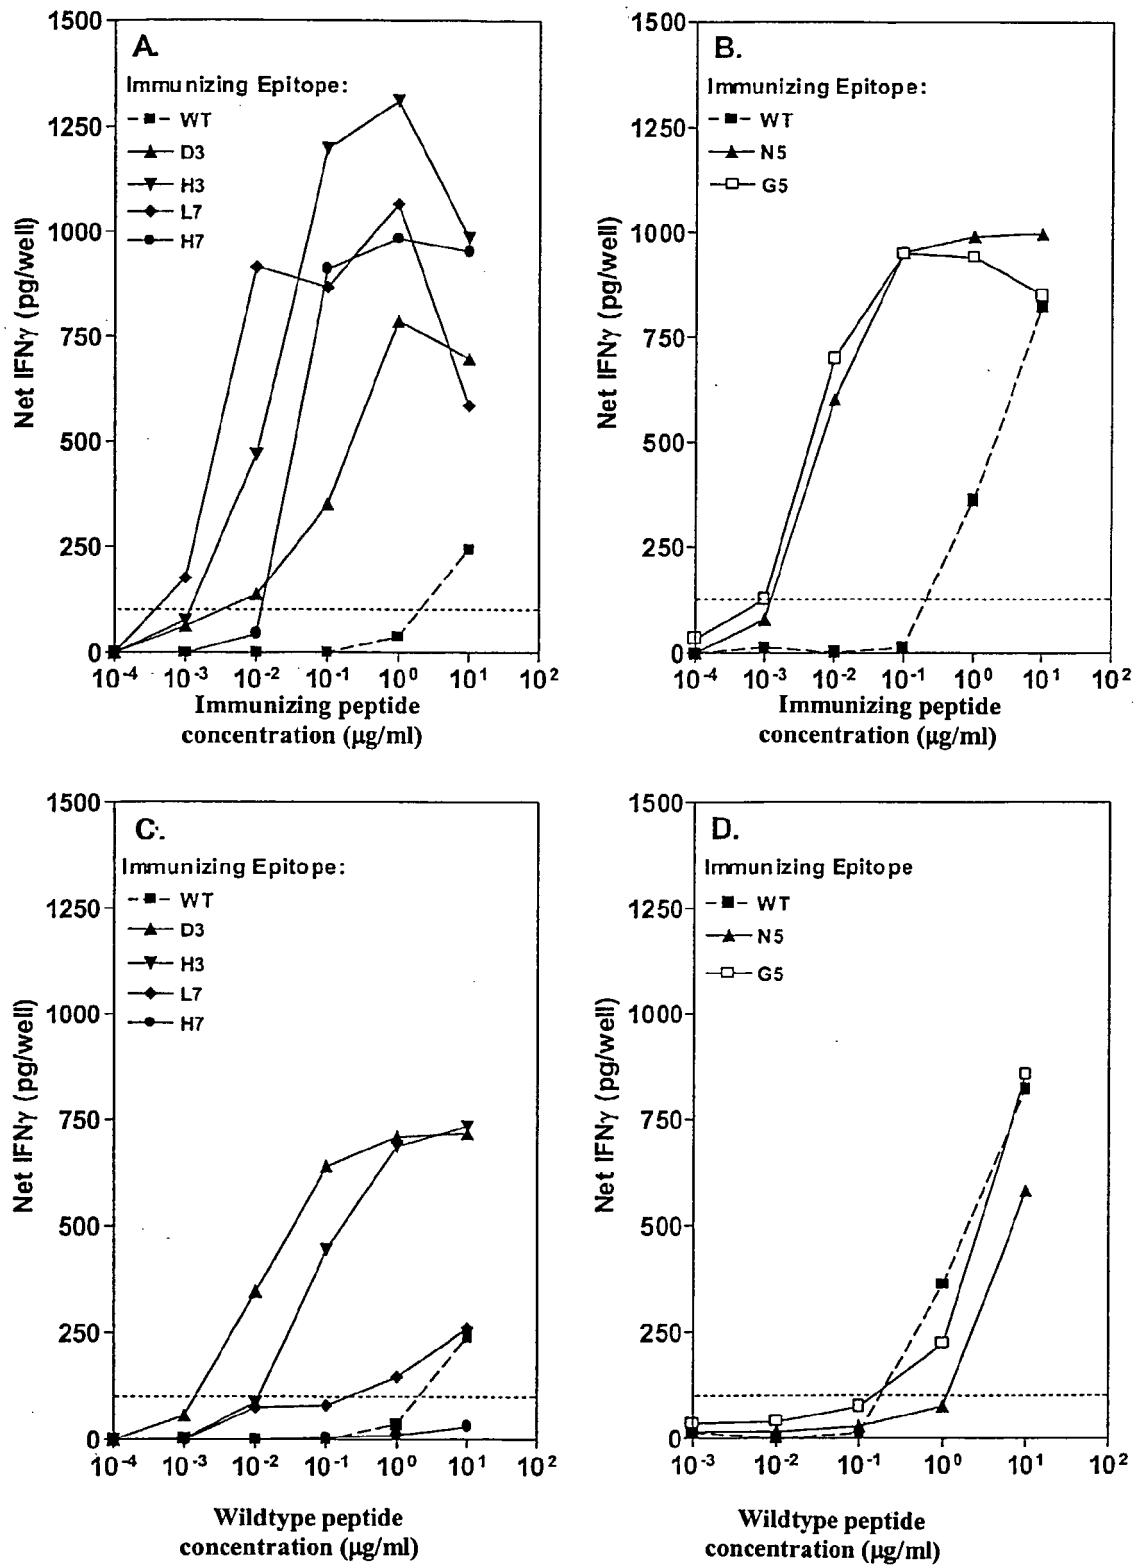 A.
Immunizing Epitope:
WT
D3
H3
L7
H7
Net IFNγ (pg/well)
1500
1250
1000
750
500
250
0
10⁻⁴ 10⁻³ 10⁻² 10⁻¹ 10⁰ 10¹ 10²
Immunizing peptide
concentration (µg/ml)
B.
Immunizing Epitope:
WT
N5
G5
Net IFNγ (pg/well)
1500
1250
1000
750
500
250
0
10⁻⁴ 10⁻³ 10⁻² 10⁻¹ 10⁰ 10¹ 10²
Immunizing peptide
concentration (µg/ml)
C.
Immunizing Epitope:
WT
D3
H3
L7
H7
Net IFNγ (pg/well)
1500
1250
1000
750
500
250
0
10⁻⁴ 10⁻³ 10⁻² 10⁻¹ 10⁰ 10¹ 10²
Wildtype peptide
concentration (µg/ml)
D.
Immunizing Epitope
WT
N5
G5
Net IFNγ (pg/well)
1500
1250
1000
750
500
250
0
10⁻³ 10⁻² 10⁻¹ 10⁰ 10¹ 10²
Wildtype peptide
concentration (µg/ml)